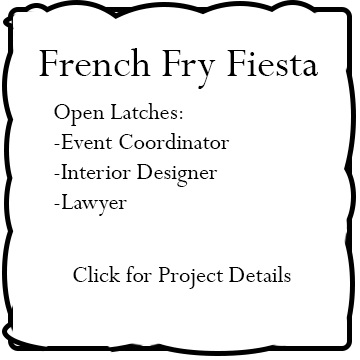 French Fry Fiesta
Open Latches:
-Event Coordinator
-Interior Designer
-Lawyer
Click for Project Details